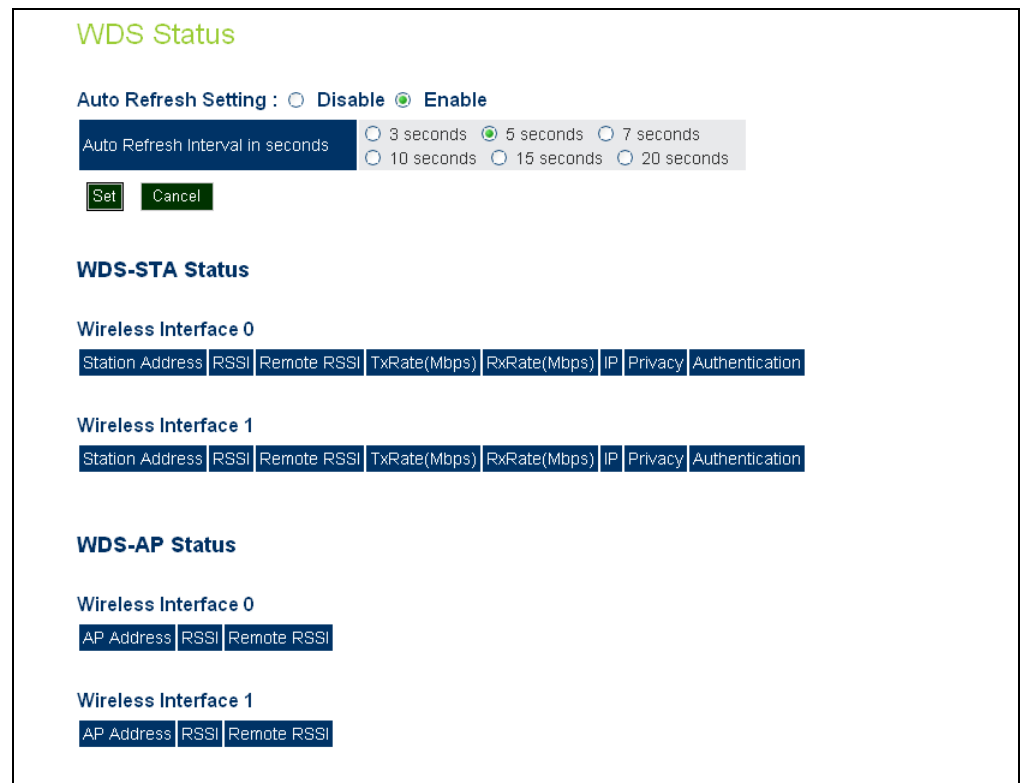 WDS Status
Auto Refresh Setting : Disable Enable
Auto Refresh Interval in seconds
3 seconds 5 seconds 7 seconds
10 seconds 15 seconds 20 seconds
Set Cancel
WDS-STA Status
Wireless Interface 0
Station Address RSSI Remote RSSI TxRate(Mbps) RxRate(Mbps) IP Privacy Authentication
Wireless Interface 1
Station Address RSSI Remote RSSI TxRate(Mbps) RxRate(Mbps) IP Privacy Authentication
WDS-AP Status
Wireless Interface 0
AP Address RSSI Remote RSSI
Wireless Interface 1
AP Address RSSI Remote RSSI